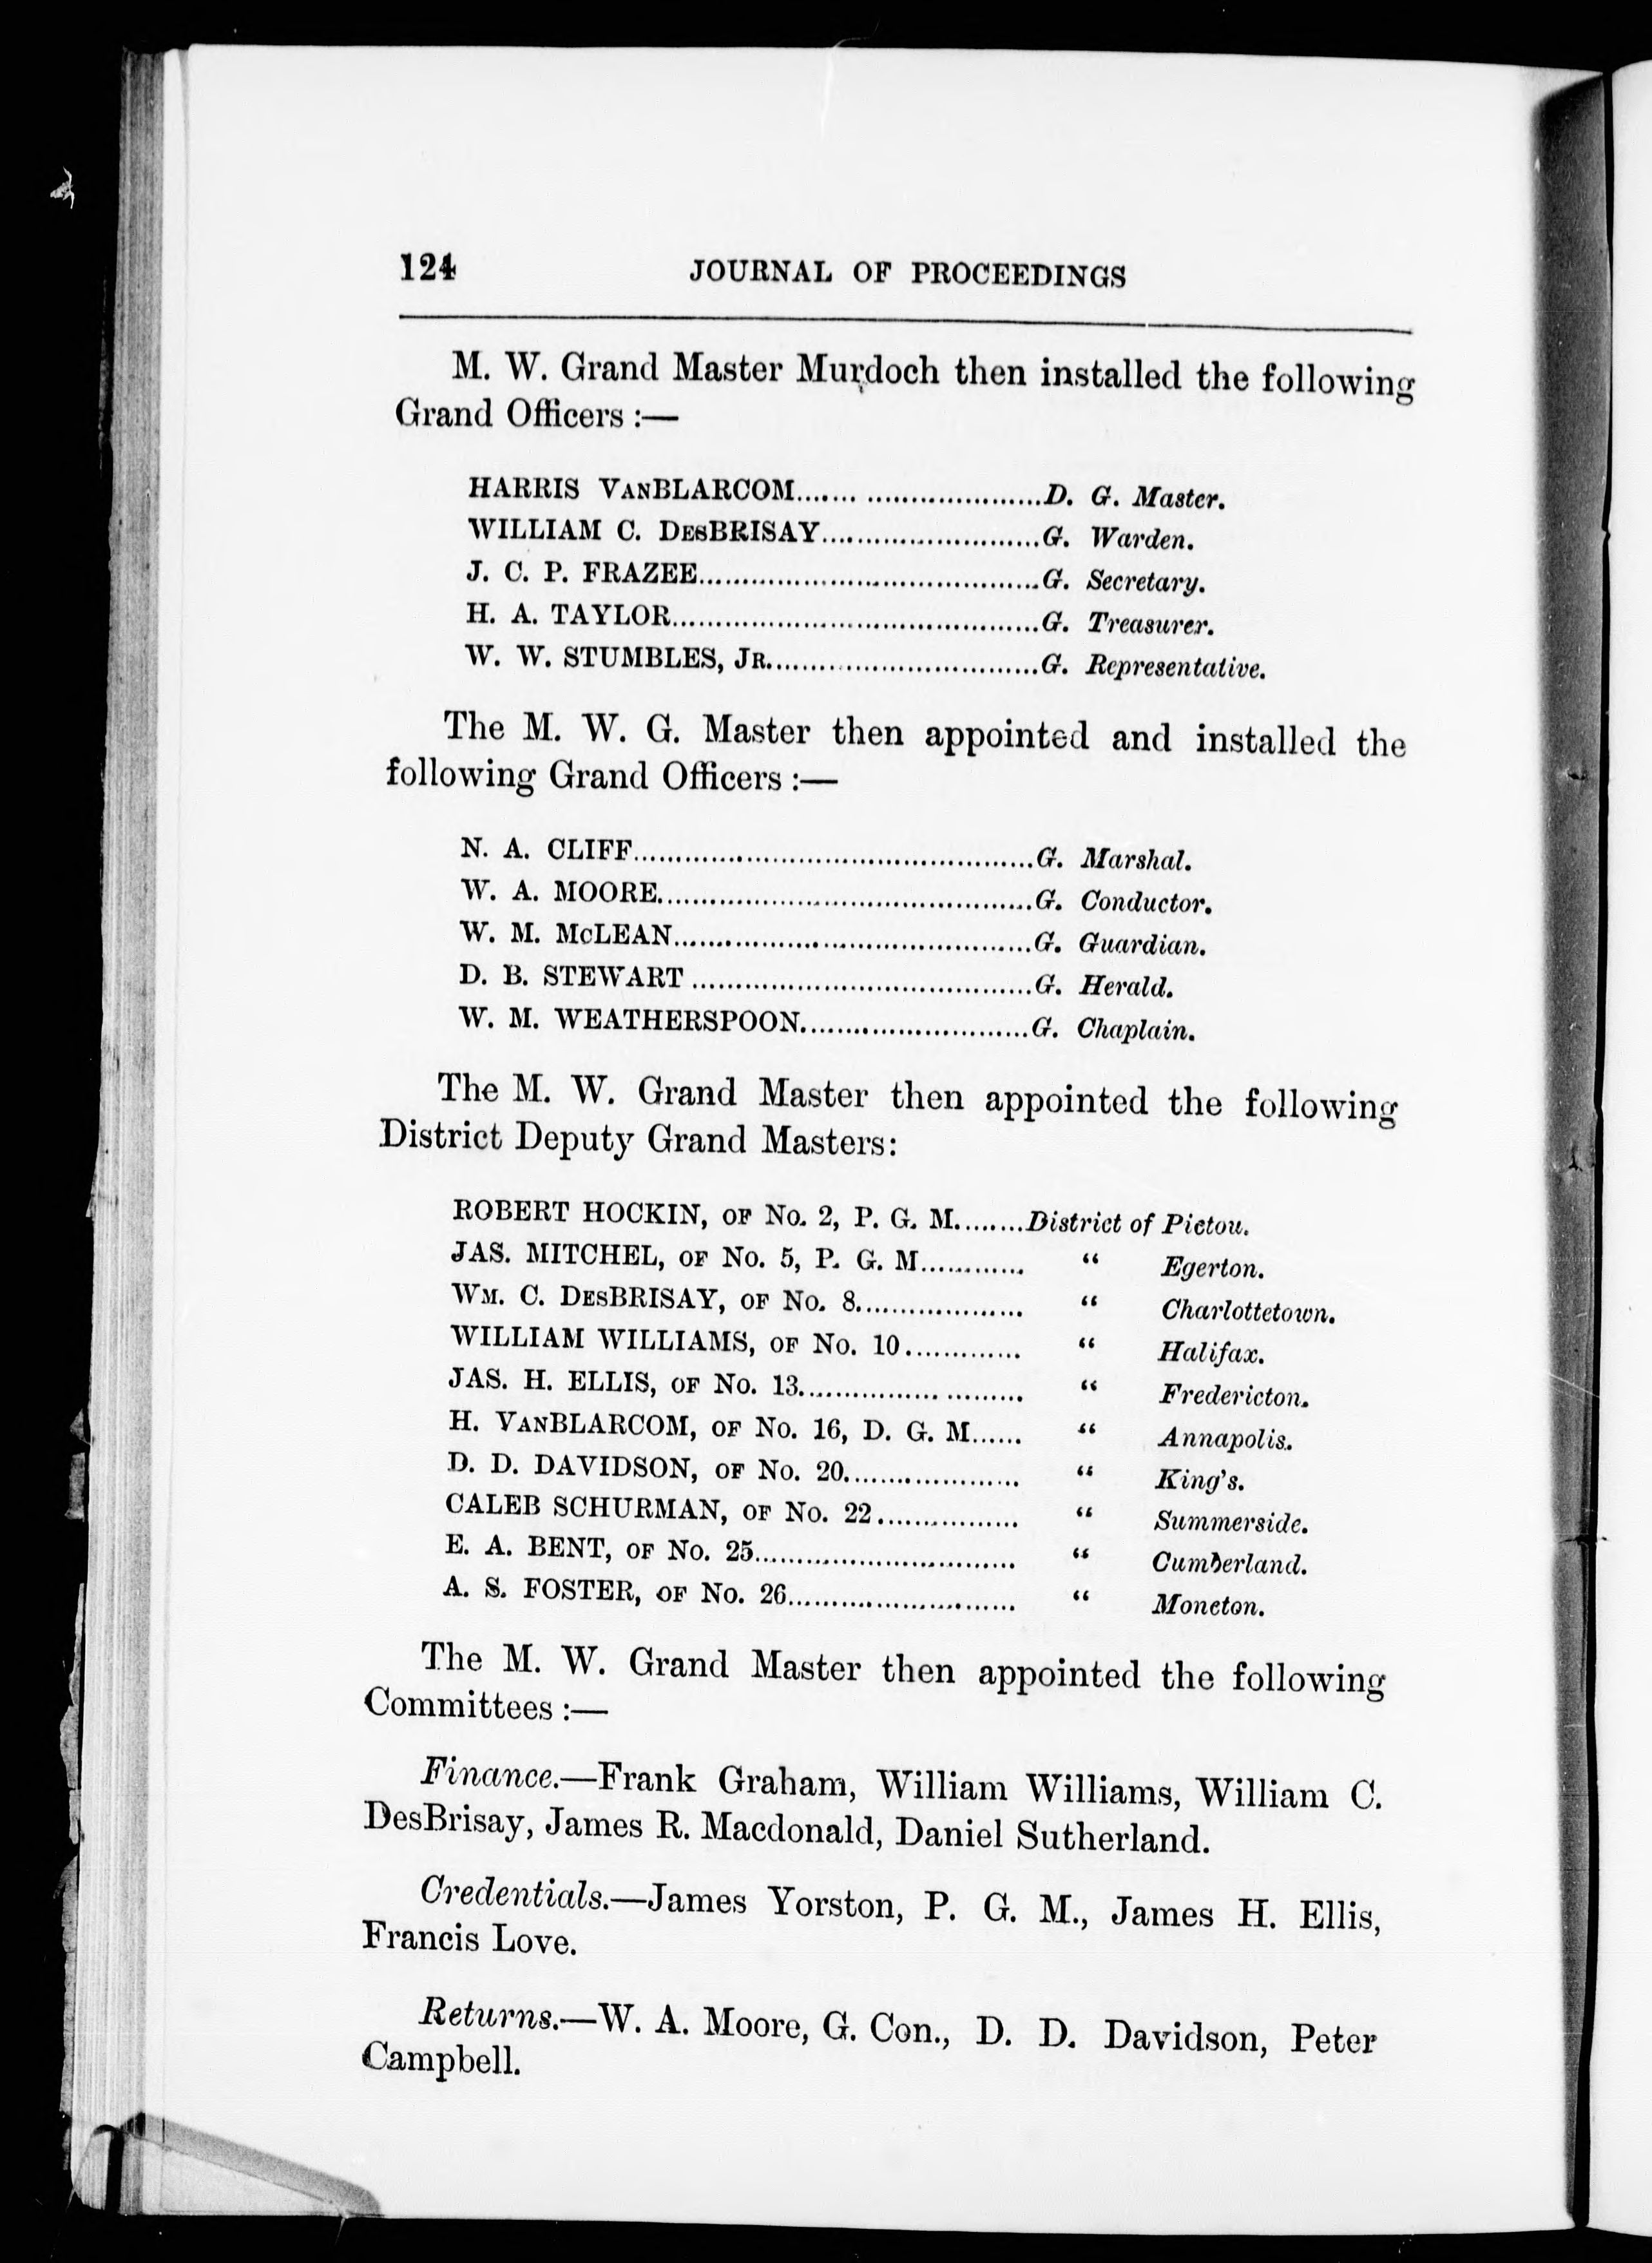 124 JOURNAL OF PROCEEDINGS
M. W. Grand Master Murdoch then installed the following
Grand Officers :—
HARRIS VANBLARCOM.............................D. G. Master.
WILLIAM C. DESBRISAY.........................G. Warden.
J. C. P. FRAZEE.......................................G. Secretary.
H. A. TAYLOR..........................................G. Treasurer.
W. W. STUMBLES, JR...............................G. Representative.
The M. W. G. Master then appointed and installed the
following Grand Officers :—
N. A. CLIFF..............................................G. Marshal.
W. A. MOORE...........................................G. Conductor.
W. M. MCLEAN.........................................G. Guardian.
D. B. STEWART .......................................G. Herald.
W. M. WEATHERSPOON..........................G. Chaplain.
The M. W. Grand Master then appointed the following
District Deputy Grand Masters:
ROBERT HOCKIN, OF NO. 2, P. G. M........District of Pictou.
JAS. MITCHEL, OF NO. 5, P. G. M............ “ Egerton.
WM. C. DESBRISAY, OF NO. 8................... “ Charlottetown.
WILLIAM WILLIAMS, OF NO. 10............. “ Halifax.
JAS. H. ELLIS, OF NO. 13......................... “ Fredericton.
H. VANBLARCOM, OF NO. 16, D. G. M...... “ Annapolis.
D. D. DAVIDSON, OF NO. 20.................... “ King's.
CALEB SCHURMAN, OF NO. 22................ “ Summerside.
E. A. BENT, OF NO. 25.............................. “ Cumberland.
A. S. FOSTER, OF NO. 26.......................... “ Moncton.
The M. W. Grand Master then appointed the following
Committees :—
Finance.—Frank Graham, William Williams, William C.
DesBrisay, James R. Macdonald, Daniel Sutherland.
Credentials.—James Yorston, P. G. M., James H. Ellis,
Francis Love.
Returns.—W. A. Moore, G. Con., D. D. Davidson, Peter
Campbell.